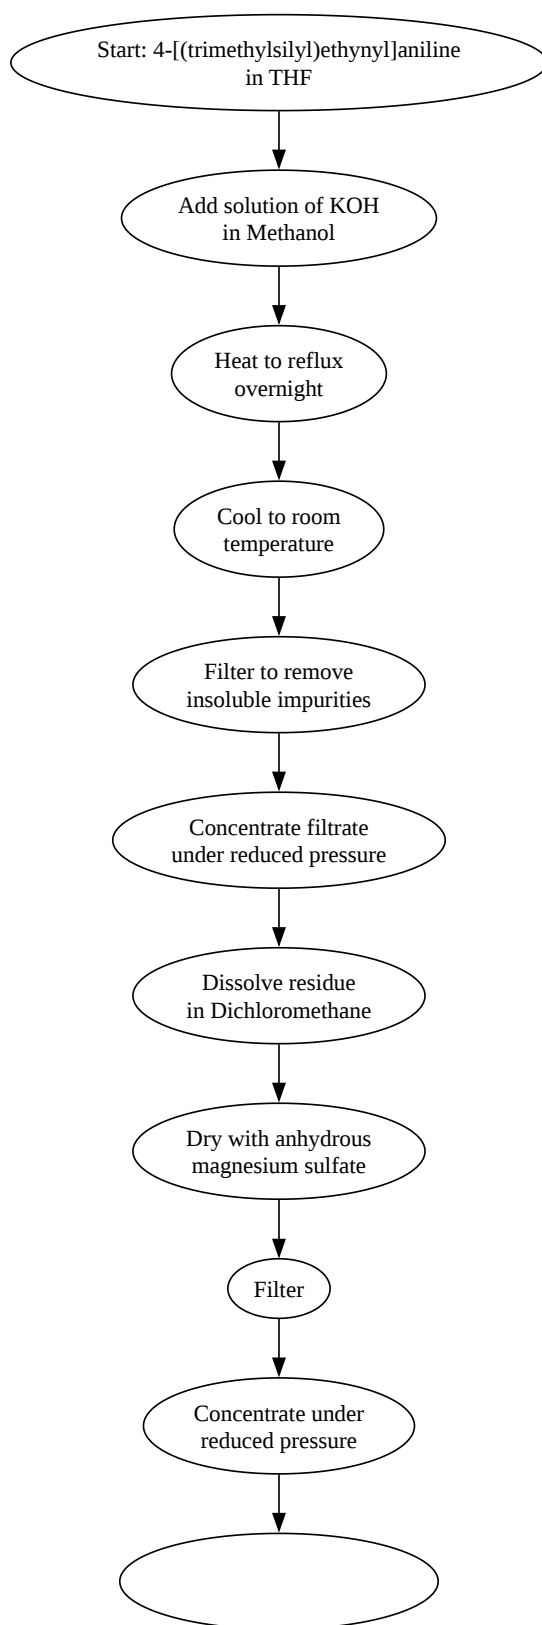 Start: 4-[(trimethylsilyl)ethynyl]aniline
in THF
Add solution of KOH
in Methanol
Heat to reflux
overnight
Cool to room
temperature
Filter to remove
insoluble impurities
Concentrate filtrate
under reduced pressure
Dissolve residue
in Dichloromethane
Dry with anhydrous
magnesium sulfate
Filter
Concentrate under
reduced pressure